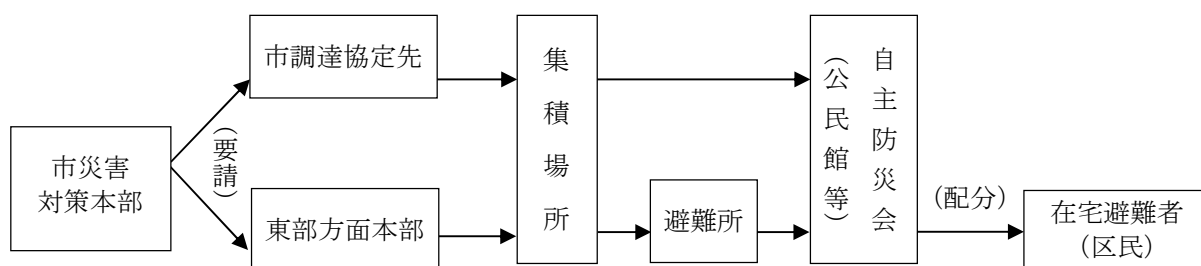 市災害
対策本部
(要請)
市調達協定先
東部方面本部
集積場所
避難所
自主防災会
(公民館等)
(配分)
在宅避難者
(区民)